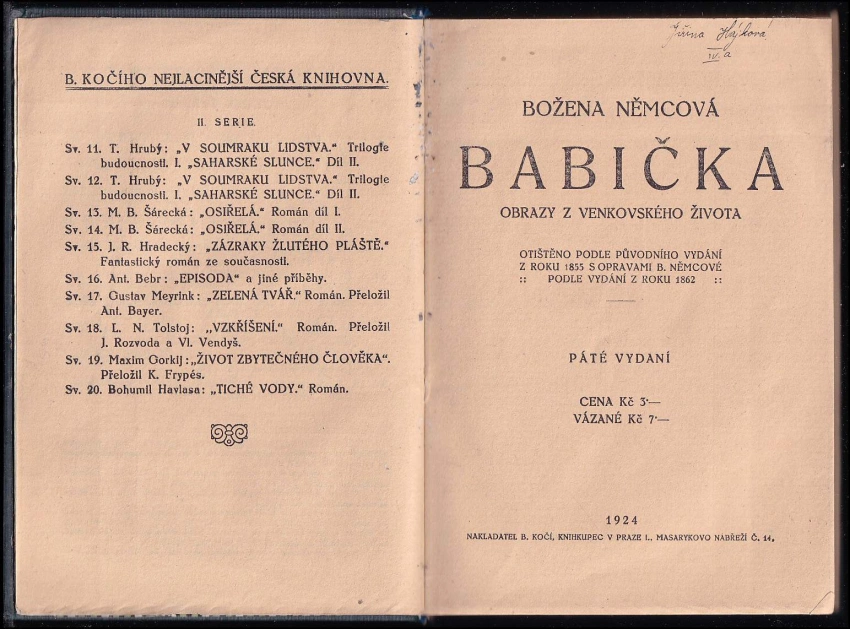 B. KOČÍHO NEJLACINĚJŠÍ ČESKÁ KNIHOVNA.
II. SERIE.
Sv. 11. T. Hrubý: „V SOUMRAKU LIDSTVA.“ Trilogie
budoucnosti. I. „SAHARSKÉ SLUNCE.“ Díl II.
Sv. 12. T. Hrubý: „V SOUMRAKU LIDSTVA.“ Trilogie
budoucnosti. I. „SAHARSKÉ SLUNCE.“ Díl II.
Sv. 13. M. B. Šárecká: „OSIŘELÁ.“ Román díl I.
Sv. 14. M. B. Šárecká: „OSIŘELÁ.“ Román díl II.
Sv. 15. J. R. Hradecký: „ZÁZRAKY ŽLUTÉHO PLÁŠTĚ.“
Fantastický román ze současnosti.
Sv. 16. Ant. Bebr: „EPISODA“ a jiné příběhy.
Sv. 17. Gustav Meyrink: „ZELENÁ TVÁŘ.“ Román. Přeložil
Ant. Bayer.
Sv. 18. L. N. Tolstoj: „VZKŘÍŠENÍ.“ Román. Přeložil
J. Rozvoda a Vl. Vendyš.
Sv. 19. Maxim Gorkij: „ŽIVOT ZBYTEČNÉHO ČLOVĚKA“.
Přeložil K. Frypés.
Sv. 20. Bohumil Havlasa: „TICHÉ VODY.“ Román.
Jiřina Hájková
IV. a
BOŽENA NĚMCOVÁ
BABIČKA
OBRAZY Z VENKOVSKÉHO ŽIVOTA
OTIŠTĚNO PODLE PŮVODNÍHO VYDÁNÍ
Z ROKU 1855 S OPRAVAMI B. NĚMCOVÉ
:: PODLE VYDÁNÍ Z ROKU 1862 ::
PÁTÉ VYDANÍ
CENA Kč 3·—
VÁZANÉ Kč 7·—
1924
NAKLADATEL B. KOČÍ, KNIHKUPEC V PRAZE I., MASARYKOVO NABŘEŽÍ Č. 14.